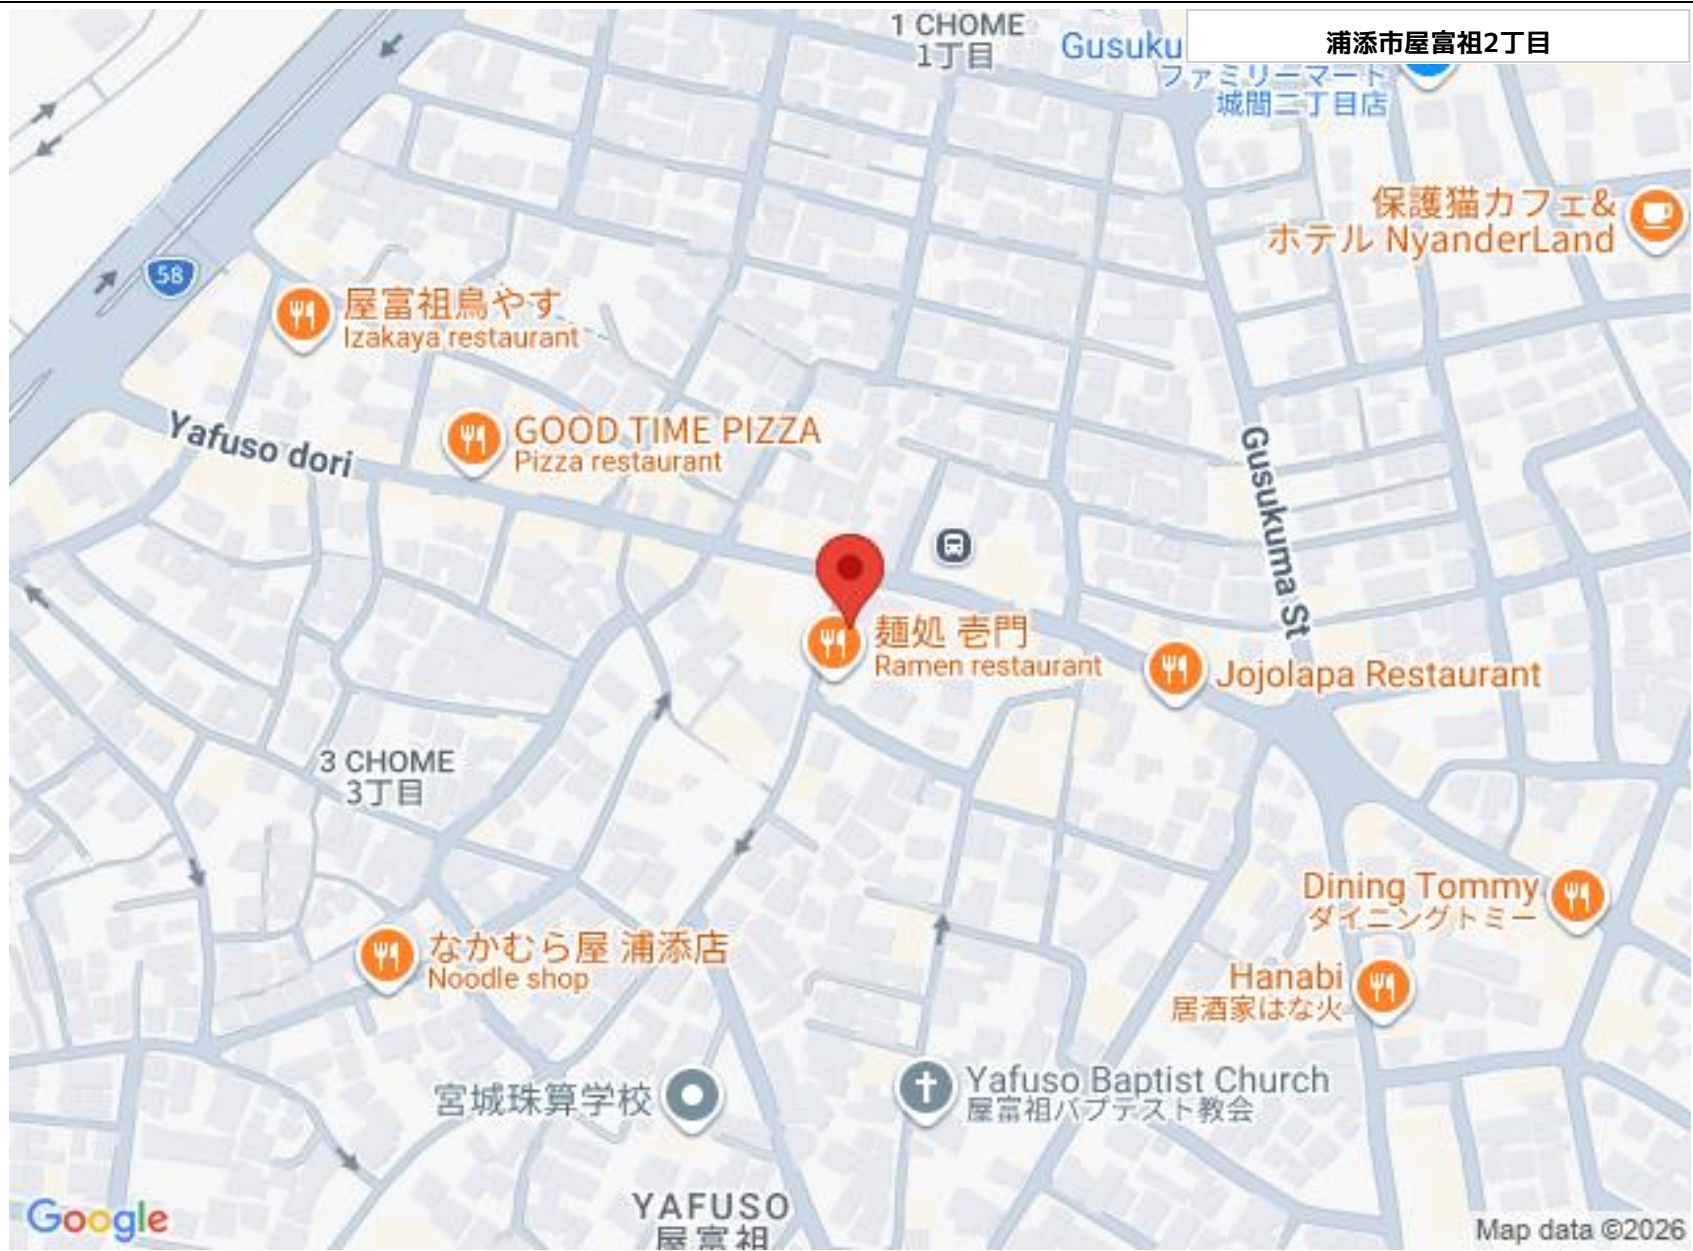 1 CHOME
1丁目
Gusuku
浦添市屋富祖2丁目
ファミリーマート
城間二丁目店
保護猫カフェ&
ホテル NyanderLand
58
屋富祖鳥やす
Izakaya restaurant
GOOD TIME PIZZA
Pizza restaurant
Yafuso dori
Gusukuma St
麺処 壱門
Ramen restaurant
Jojolapa Restaurant
3 CHOME
3丁目
Dining Tommy
ダイニングトミー
なかむら屋 浦添店
Noodle shop
Hanabi
居酒家はな火
宮城珠算学校
Yafuso Baptist Church
屋富祖バプテスト教会
YAFUSO
屋富祖
Google
Map data ©2026